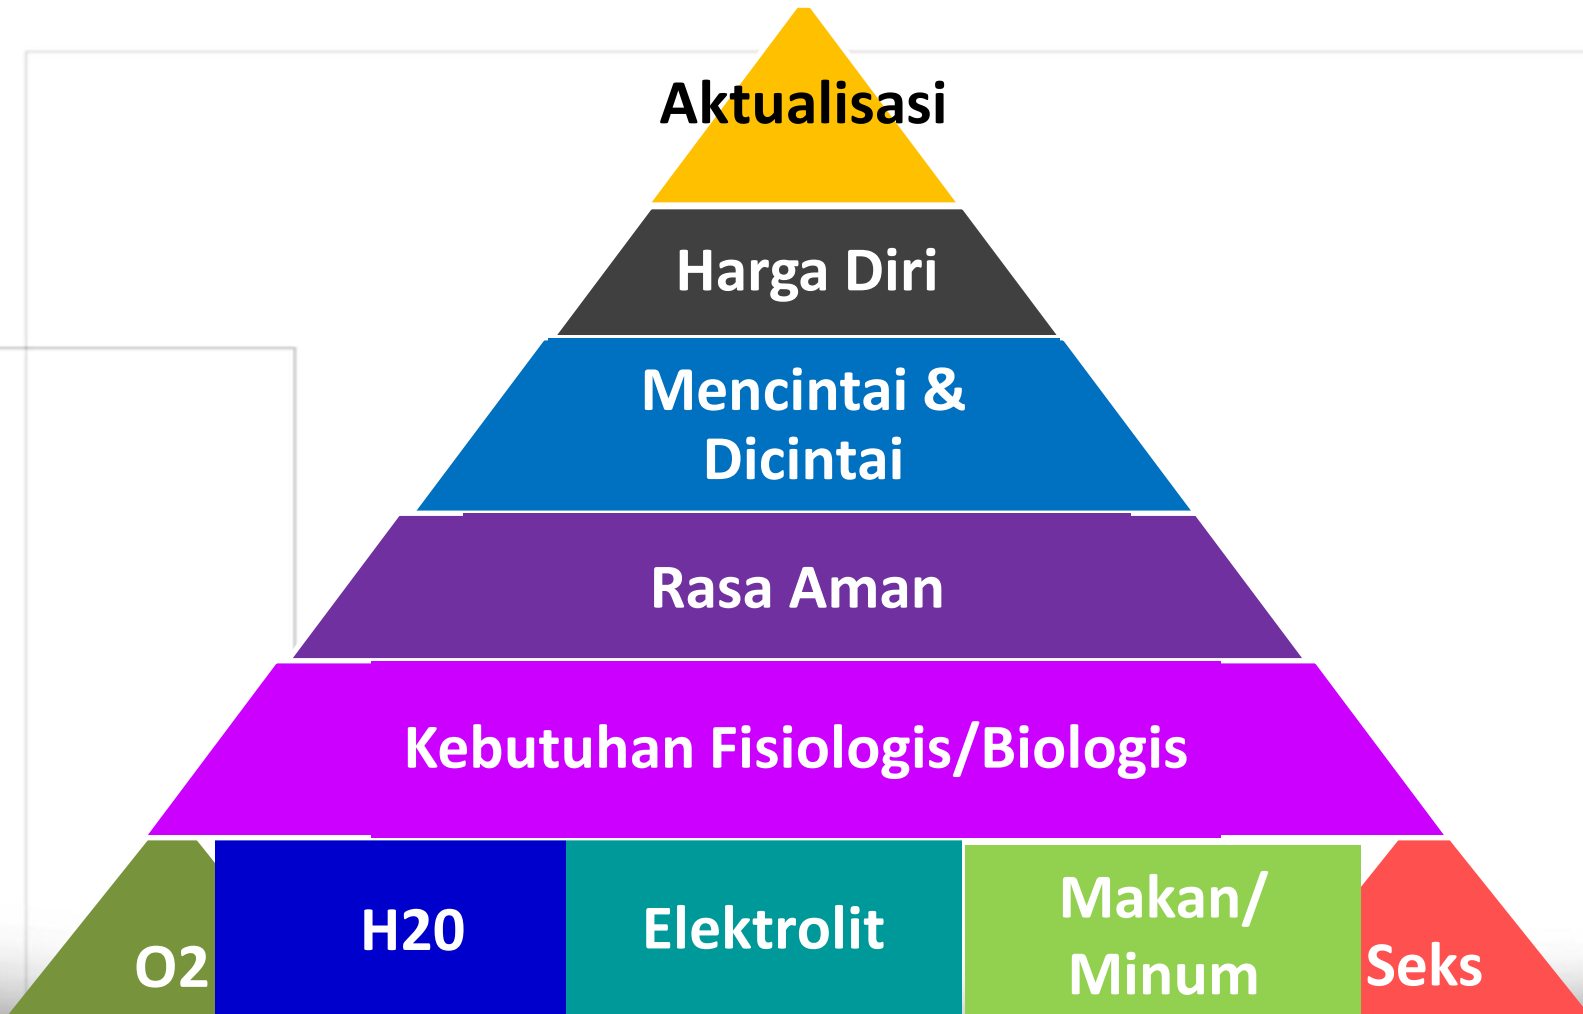 Aktualisasi
Harga Diri
Mencintai &
Dicintai
Rasa Aman
Kebutuhan Fisiologis/Biologis
O2
H20
Elektrolit
Makan/
Minum
Seks